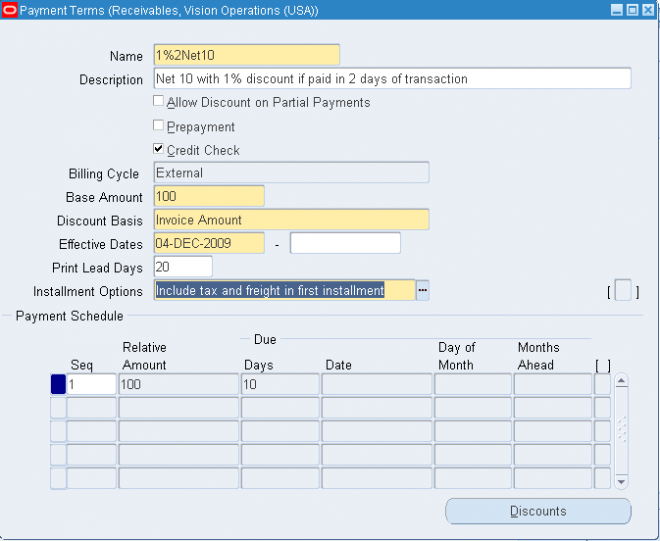 Payment Terms (Receivables, Vision Operations (USA))
Name 1%2Net10
Description Net 10 with 1% discount if paid in 2 days of transaction
Allow Discount on Partial Payments
Prepayment
Credit Check
Billing Cycle External
Base Amount 100
Discount Basis Invoice Amount
Effective Dates 04-DEC-2009 -
Print Lead Days 20
Installment Options Include tax and freight in first installment ... [ ]
Payment Schedule
Due
Relative Day of Months
Seq Amount Days Date Month Ahead [ ]
1 100 10
Discounts